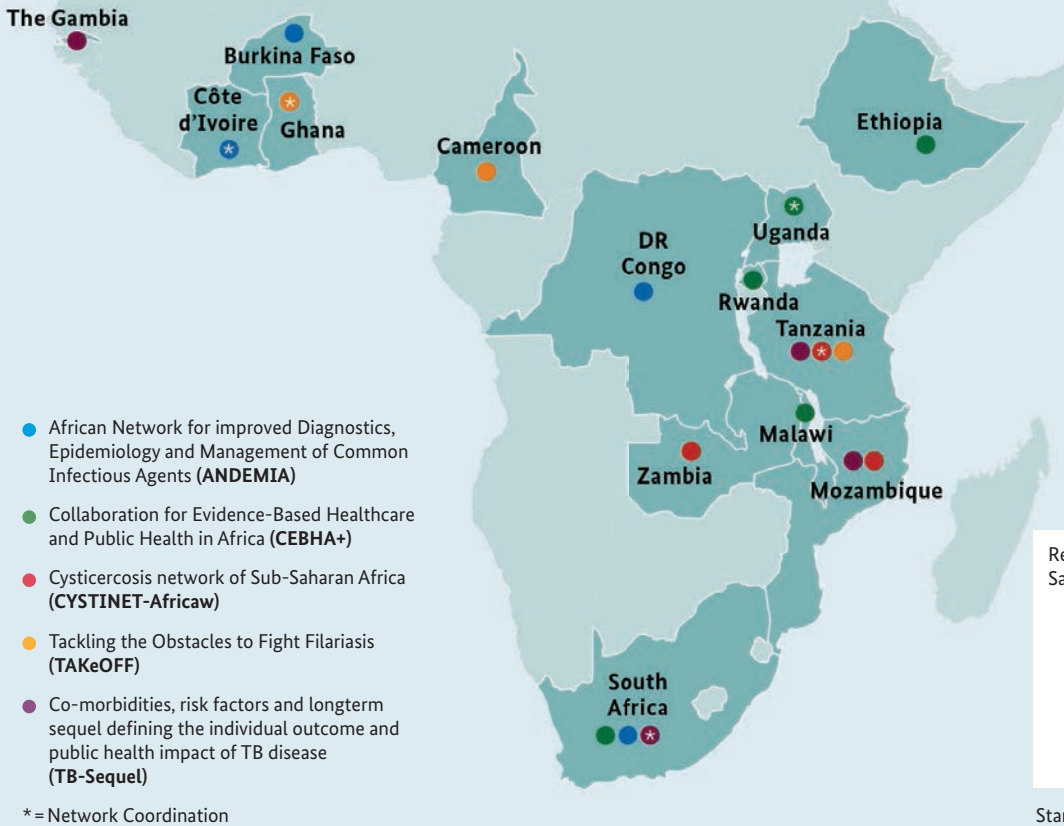 The Gambia
Burkina Faso
Côte
d'Ivoire
Ghana
Cameroon
Ethiopia
Uganda
DR
Congo
Rwanda
Tanzania
Malawi
Zambia
Mozambique
South
Africa
African Network for improved Diagnostics,
Epidemiology and Management of Common
Infectious Agents (ANDEMIA)
Collaboration for Evidence-Based Healthcare
and Public Health in Africa (CEBHA+)
Cysticercosis network of Sub-Saharan Africa
(CYSTINET-Africaw)
Tackling the Obstacles to Fight Filariasis
(TAKeOFF)
Co-morbidities, risk factors and longterm
sequel defining the individual outcome and
public health impact of TB disease
(TB-Sequel)
* = Network Coordination